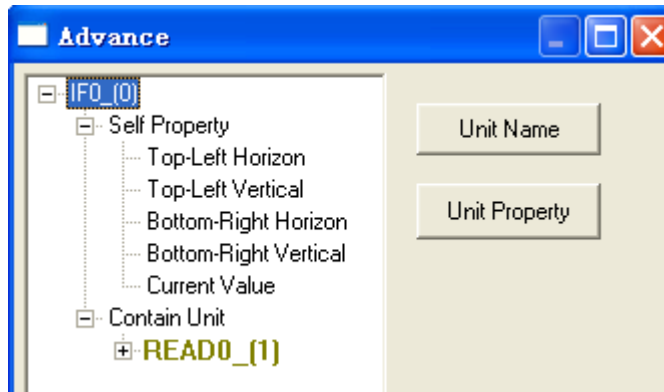 Advance
IF0_(0)
Self Property
Top-Left Horizon
Top-Left Vertical
Bottom-Right Horizon
Bottom-Right Vertical
Current Value
Contain Unit
READ0_(1)
Unit Name
Unit Property